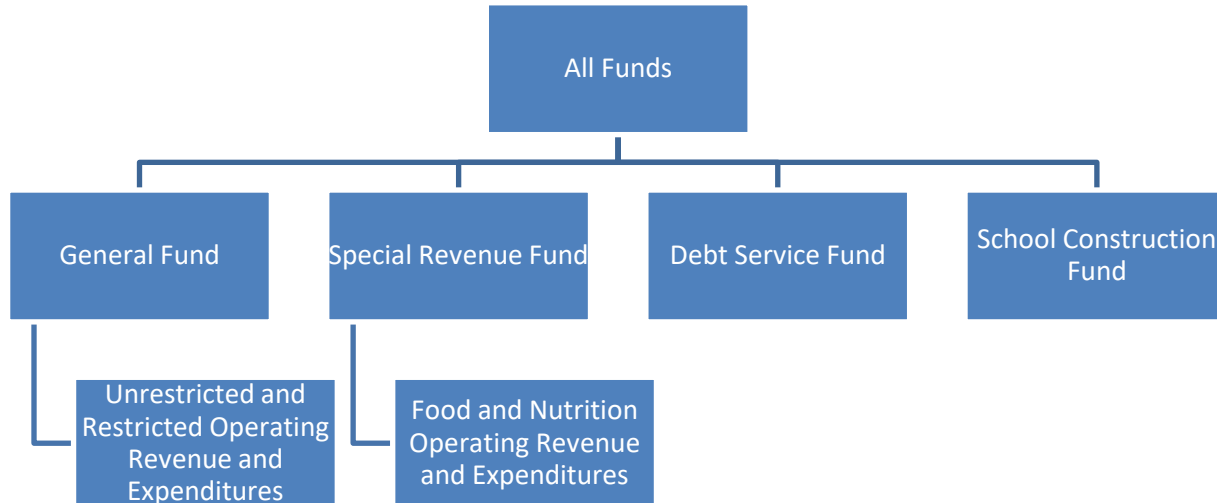 All Funds
General Fund
Special Revenue Fund
Debt Service Fund
School Construction
Fund
Unrestricted and
Restricted Operating
Revenue and
Expenditures
Food and Nutrition
Operating Revenue
and Expenditures